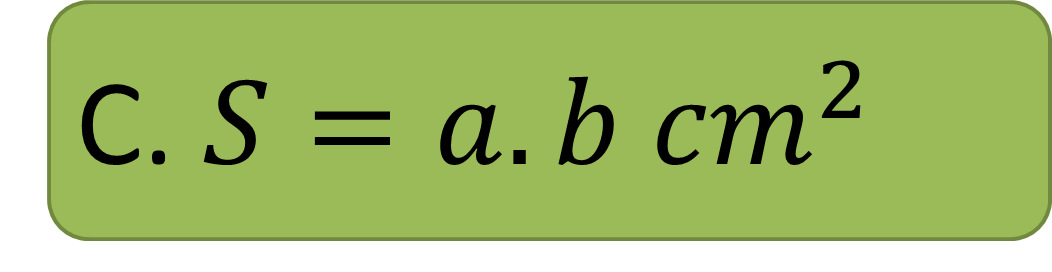 C. S = a. b cm²